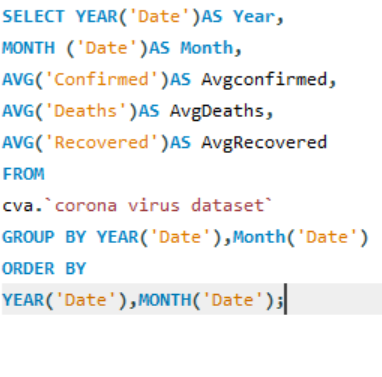 SELECT YEAR('Date')AS Year,
MONTH ('Date')AS Month,
AVG('Confirmed')AS Avgconfirmed,
AVG('Deaths')AS AvgDeaths,
AVG('Recovered')AS AvgRecovered
FROM
cva.`corona virus dataset`
GROUP BY YEAR('Date'),Month('Date')
ORDER BY
YEAR('Date'),MONTH('Date');